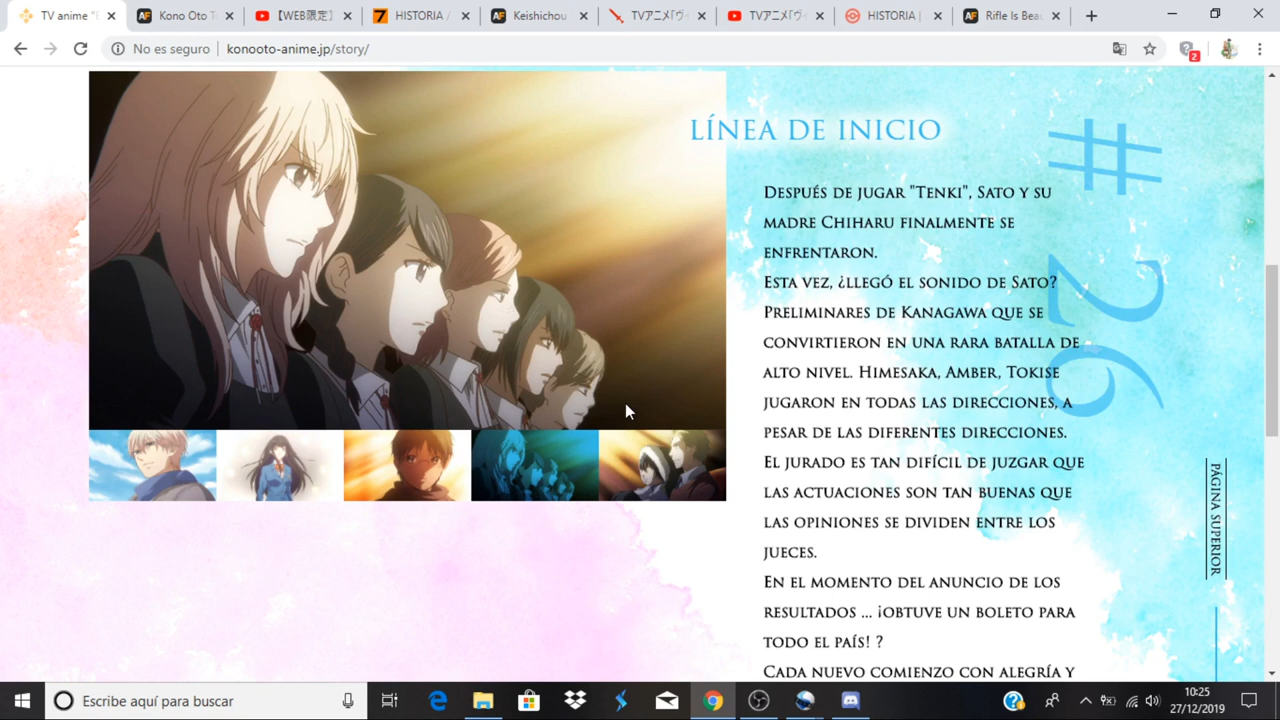 TV anime "E
Kono Oto T
【WEB限定】
HISTORIA /
Keishichou
TVアニメ「ヴィ
TVアニメ「ヴィ
HISTORIA |
Rifle Is Beau
No es seguro
konooto-anime.jp/story/
2
LÍNEA DE INICIO
#26
DESPUÉS DE JUGAR "TENKI", SATO Y SU
MADRE CHIHARU FINALMENTE SE
ENFRENTARON.
ESTA VEZ, ¿LLEGÓ EL SONIDO DE SATO?
PRELIMINARES DE KANAGAWA QUE SE
CONVIRTIERON EN UNA RARA BATALLA DE
ALTO NIVEL. HIMESAKA, AMBER, TOKISE
JUGARON EN TODAS LAS DIRECCIONES, A
PESAR DE LAS DIFERENTES DIRECCIONES.
EL JURADO ES TAN DIFÍCIL DE JUZGAR QUE
LAS ACTUACIONES SON TAN BUENAS QUE
LAS OPINIONES SE DIVIDEN ENTRE LOS
JUECES.
EN EL MOMENTO DEL ANUNCIO DE LOS
RESULTADOS ... ¡OBTUVE UN BOLETO PARA
TODO EL PAÍS! ?
CADA NUEVO COMIENZO CON ALEGRÍA Y
PÁGINA SUPERIOR
Escribe aquí para buscar
10:25
27/12/2019